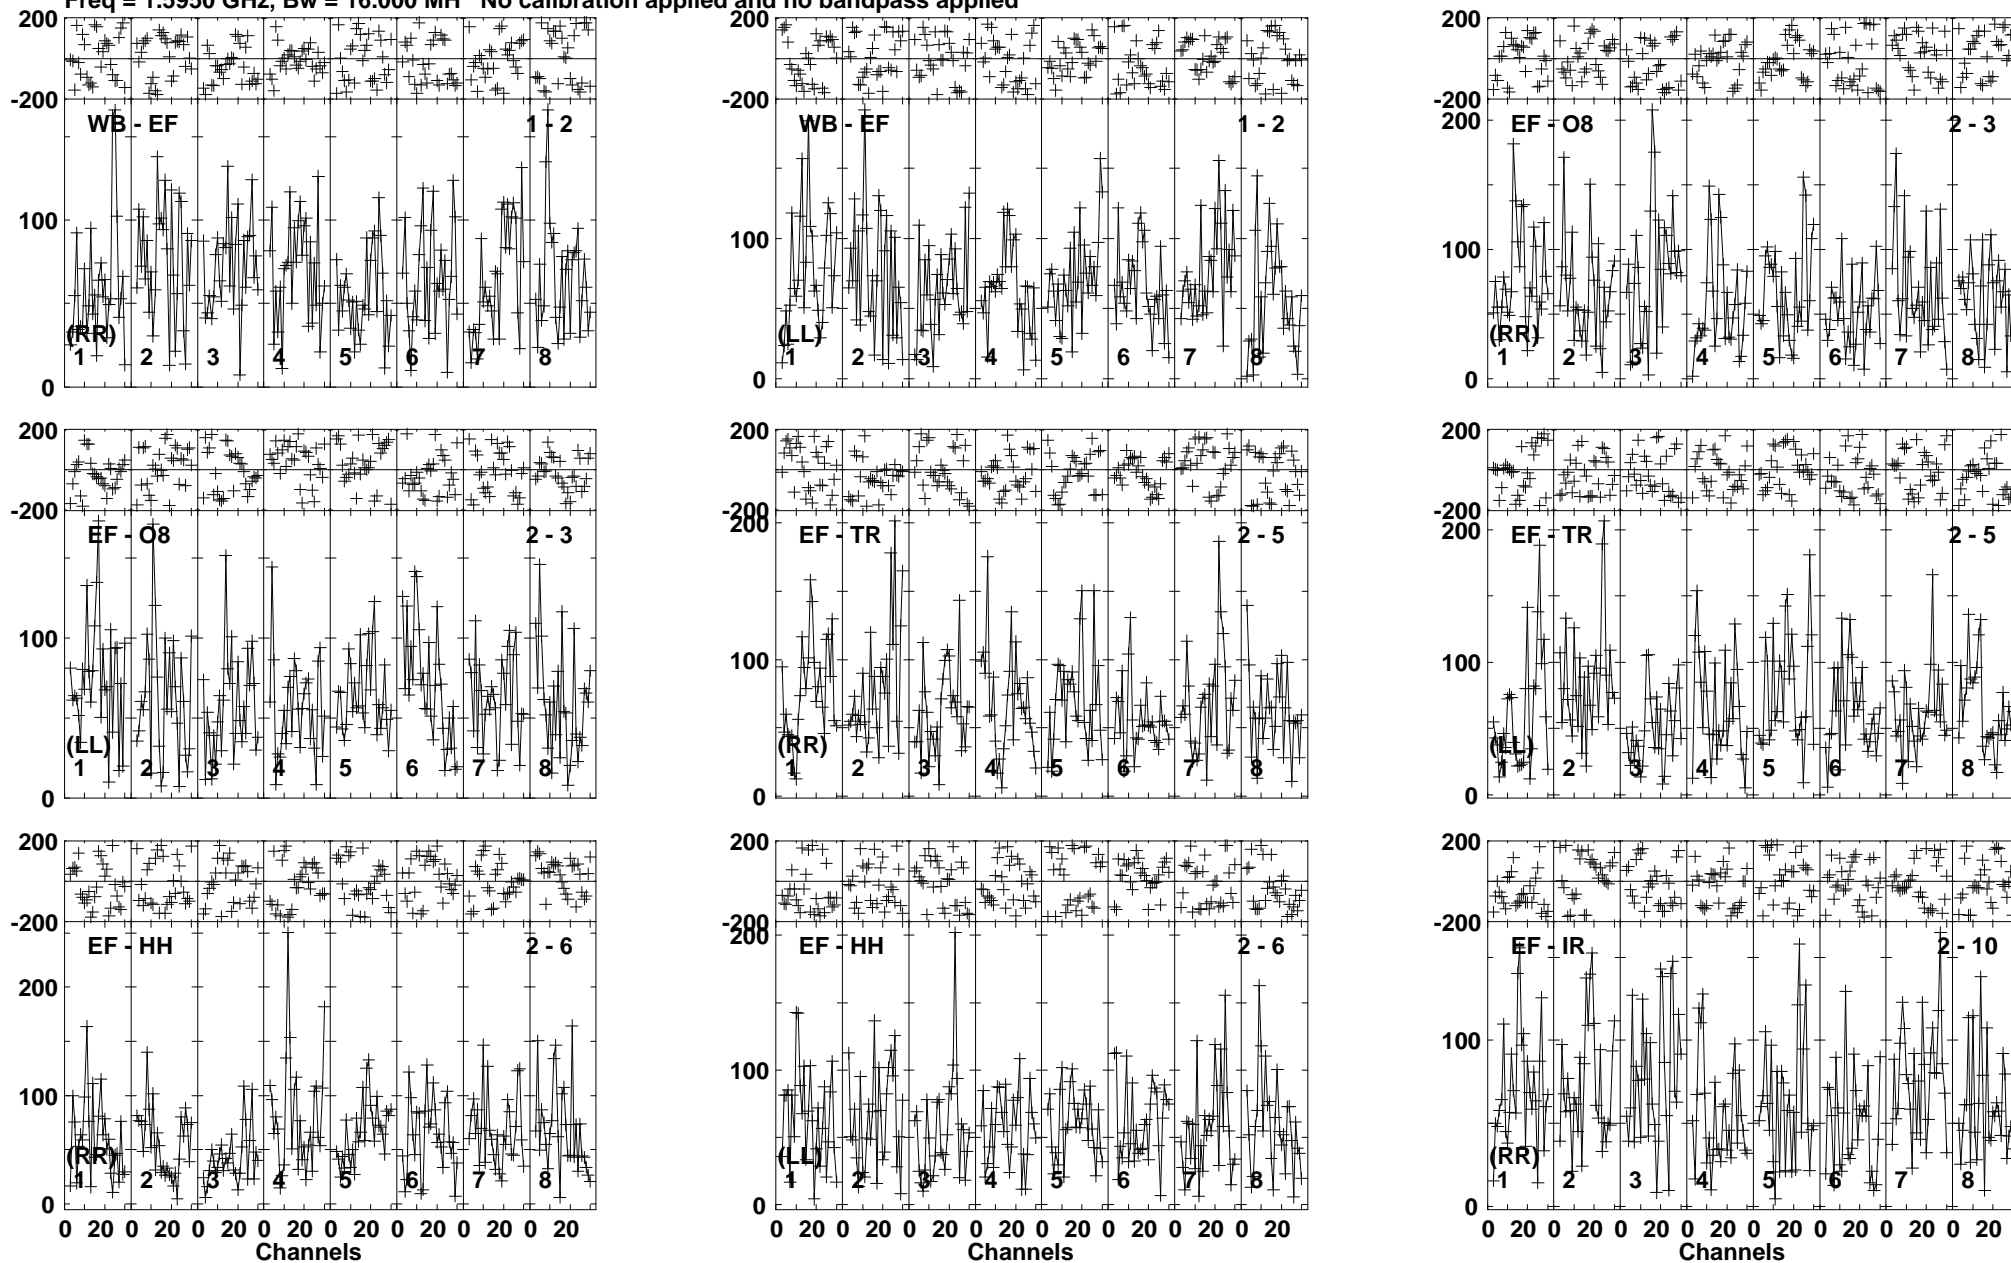 Freq = 1.5950 GHz, Bw = 16.000 MH No calibration applied and no bandpass applied
200 200 200
-200 -200 -200
WB - EF 1 - 2 WB - EF 1 - 2 EF - O8 2 - 3
200
100 100 100
(RR) (LL) (RR)
1 2 3 4 5 6 7 8 1 2 3 4 5 6 7 8 1 2 3 4 5 6 7 8
0 0 0
200 200 200
-200 -200 -200
200 200
EF - O8 2 - 3 EF - TR 2 - 5 EF - TR 2 - 5
100 100 100
(LL) (RR) (LL)
1 2 3 4 5 6 7 8 1 2 3 4 5 6 7 8 1 2 3 4 5 6 7 8
0 0 0
200 200 200
-200 -200 -200
EF - HH 2 - 6 EF - HH 2 - 6 EF - IR 2 - 10
200 200
100 100 100
(RR) (LL) (RR)
1 2 3 4 5 6 7 8 1 2 3 4 5 6 7 8 1 2 3 4 5 6 7 8
0 0 0
0 20 0 20 0 20 0 20 0 20 0 20 0 20 0 20 0 20 0 20 0 20 0 20 0 20 0 20 0 20 0 20 0 20 0 20 0 20 0 20 0 20 0 20 0 20 0 20
Channels Channels Channels